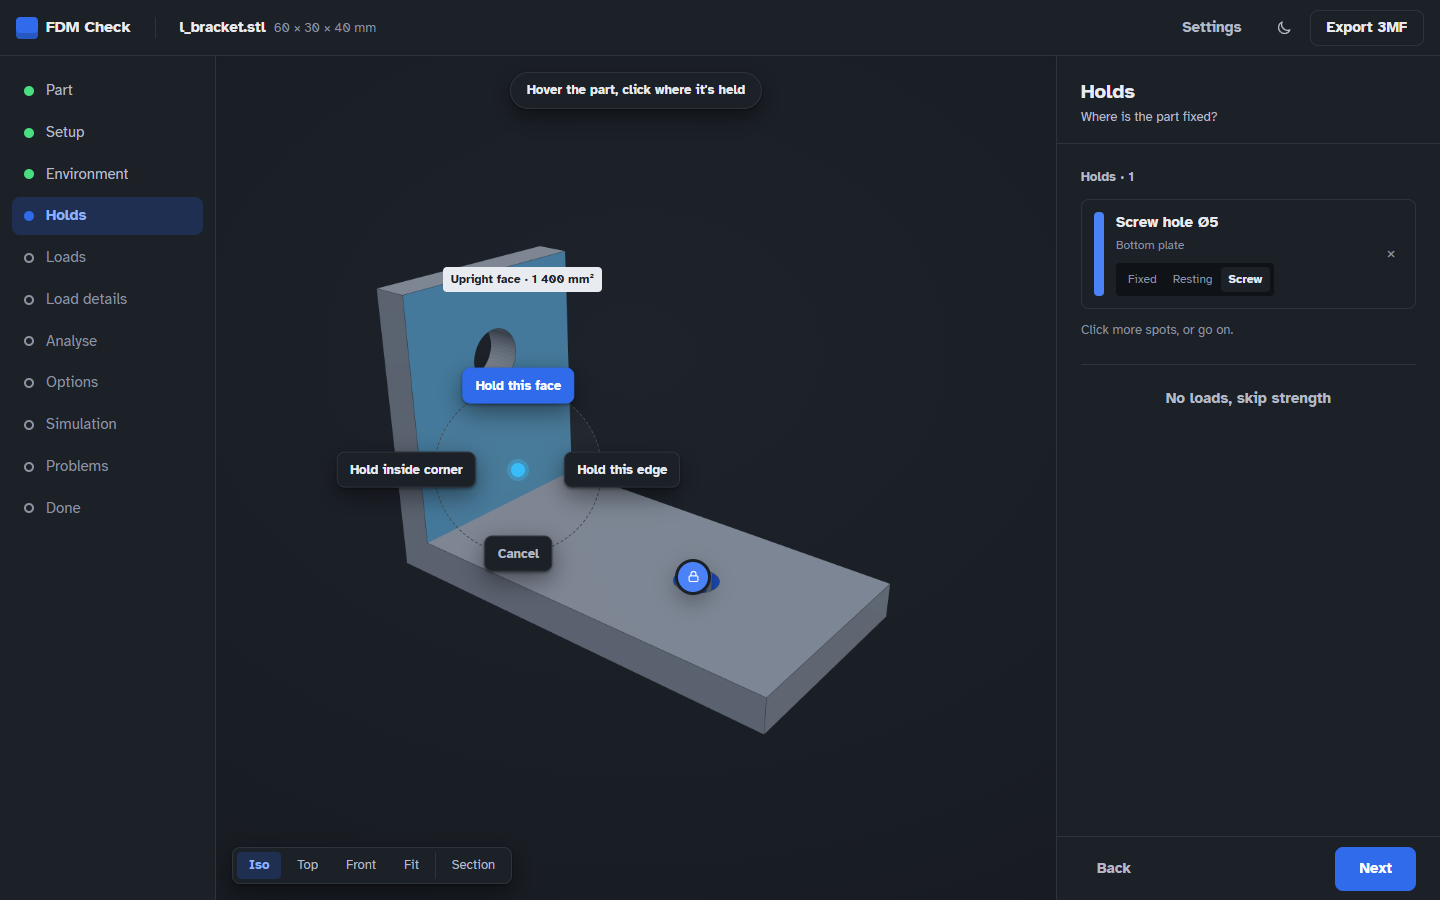 FDM Check
l_bracket.stl 60 × 30 × 40 mm
Settings
Export 3MF
Part
Setup
Environment
Holds
Loads
Load details
Analyse
Options
Simulation
Problems
Done
Hover the part, click where it's held
Upright face · 1 400 mm²
Hold this face
Hold inside corner
Hold this edge
Cancel
Iso
Top
Front
Fit
Section
Holds
Where is the part fixed?
Holds · 1
Screw hole Ø5
Bottom plate
Fixed
Resting
Screw
×
Click more spots, or go on.
No loads, skip strength
Back
Next